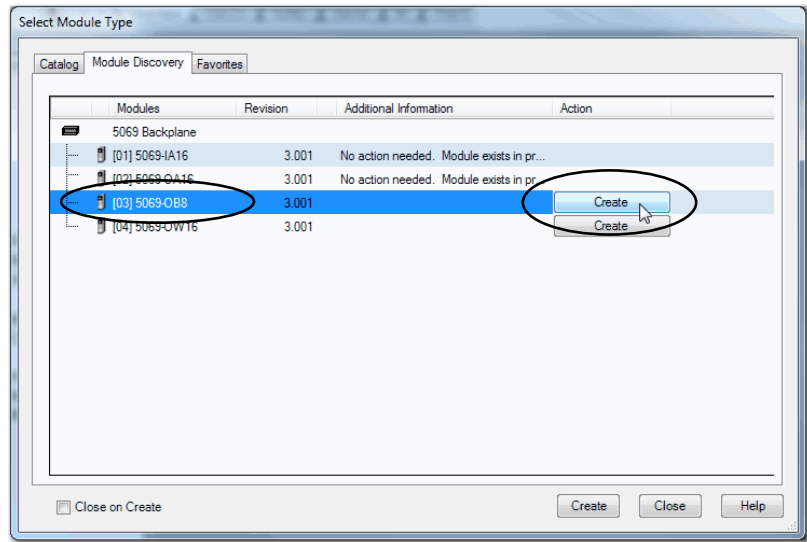 Select Module Type
Catalog Module Discovery Favorites
Modules Revision Additional Information Action
5069 Backplane
[01] 5069-IA16 3.001 No action needed. Module exists in pr...
[02] 5069-OA16 3.001 No action needed. Module exists in pr...
[03] 5069-OB8 3.001 Create
[04] 5069-OW16 3.001 Create
Close on Create Create Close Help